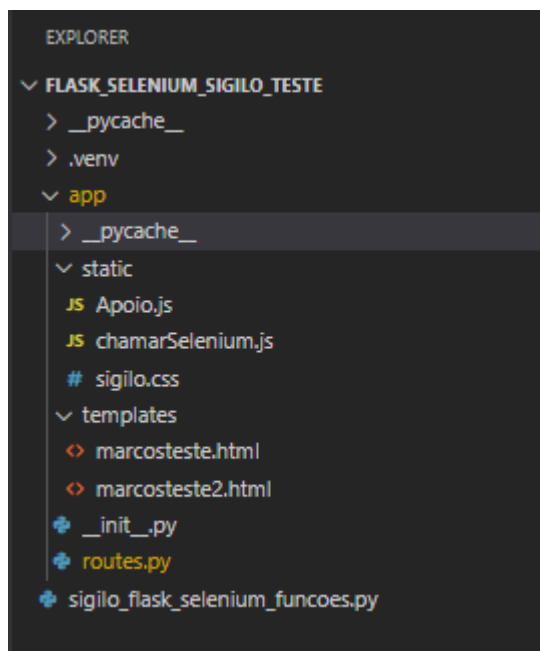 EXPLORER
FLASK_SELENIUM_SIGILO_TESTE
__pycache__
.venv
app
__pycache__
static
JS Apoio.js
JS chamarSelenium.js
# sigilo.css
templates
<> marcosteste.html
<> marcosteste2.html
__init__.py
routes.py
sigilo_flask_selenium_funcoes.py